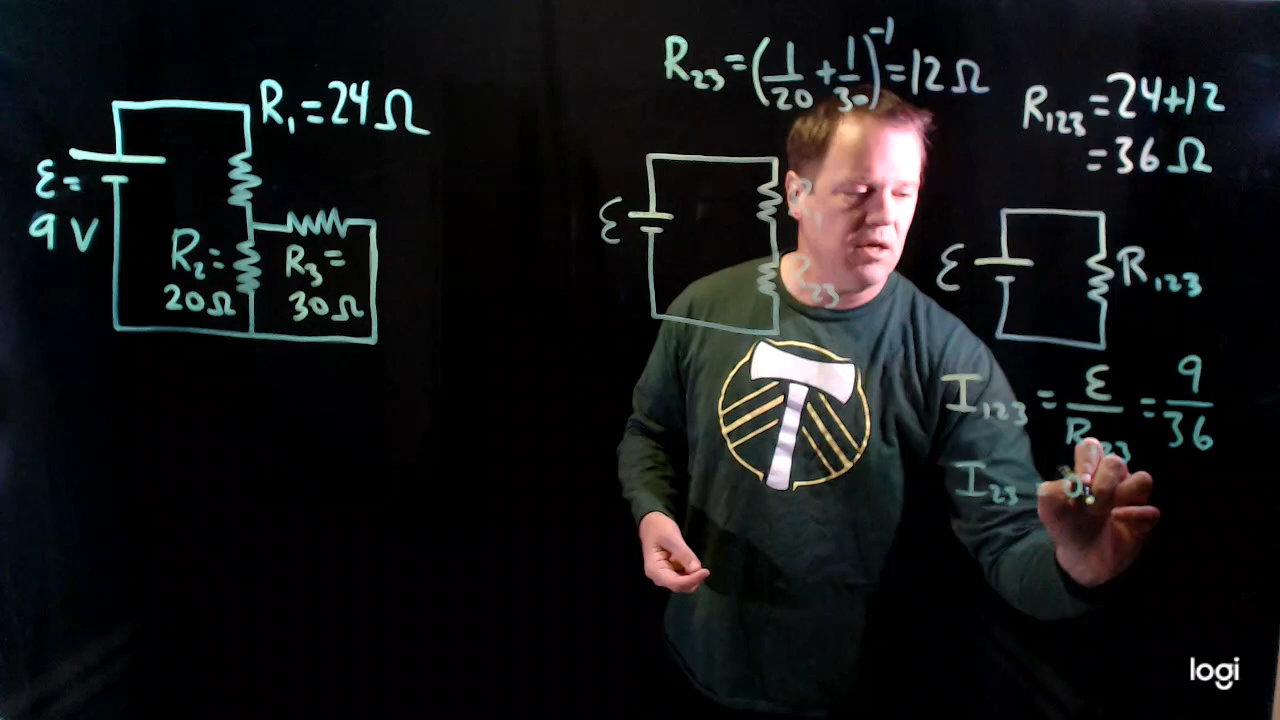 R₁ = 24 Ω
ε =
9 V
R₂ =
20 Ω
R₃ =
30 Ω
R₂₃ = (1/20 + 1/30)⁻¹ = 12 Ω
ε
R₂₃
R₁₂₃ = 24 + 12
= 36 Ω
ε
R₁₂₃
I₁₂₃ = ε/R₁₂₃ = 9/36
I₂₃ =
T
logi